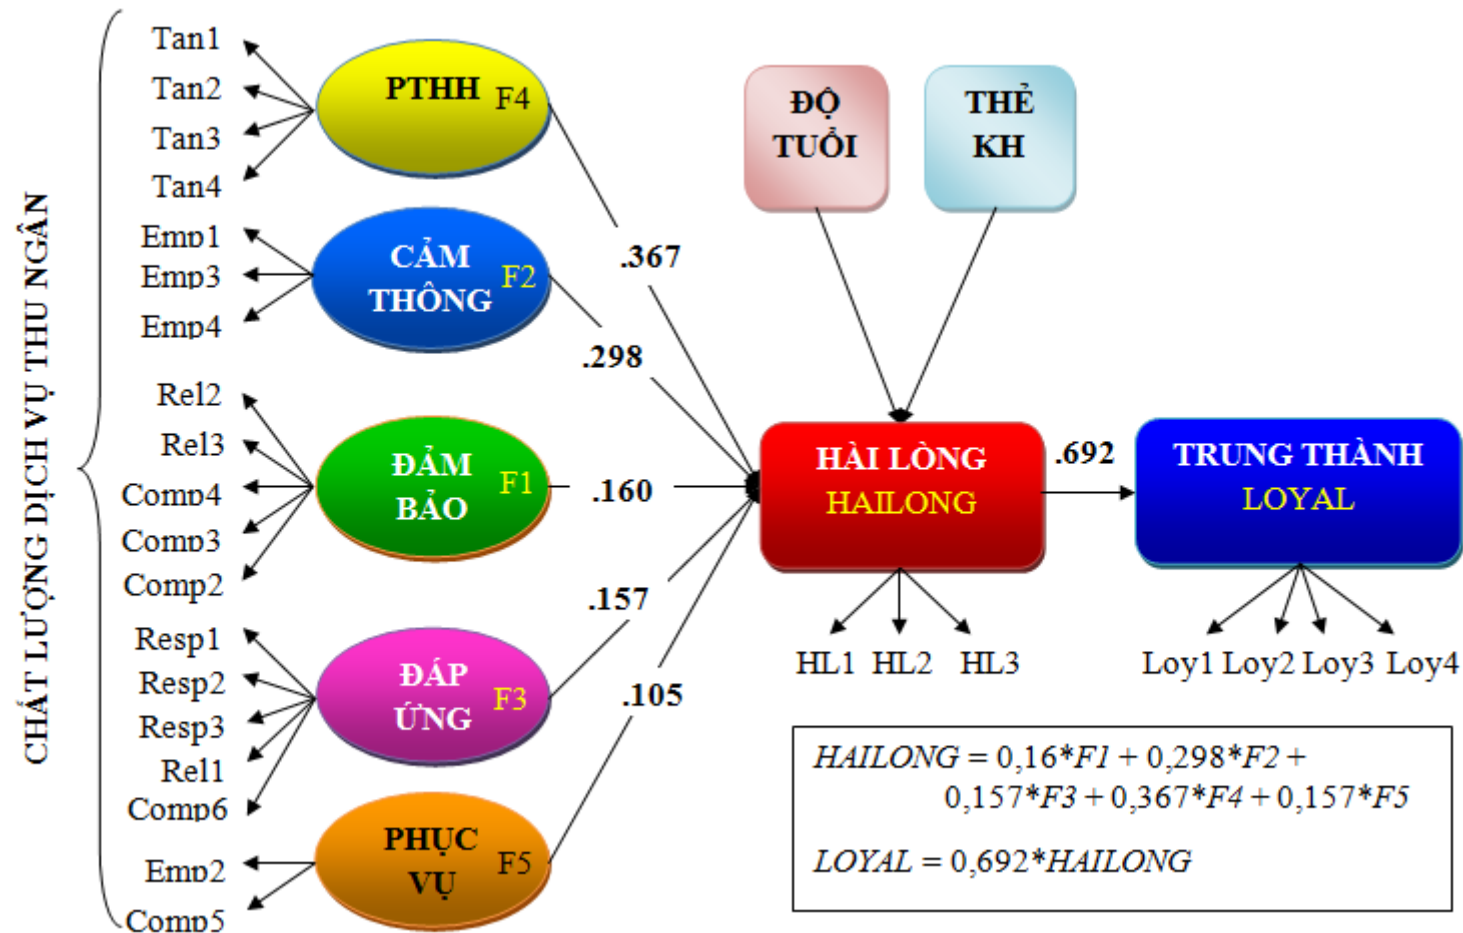 CHẤT LƯỢNG DỊCH VỤ THU NGÂN
Tan1
Tan2
Tan3
Tan4
Emp1
Emp3
Emp4
Rel2
Rel3
Comp4
Comp3
Comp2
Resp1
Resp2
Resp3
Rel1
Comp6
Emp2
Comp5
PTHH F4
CẢM
THÔNG F2
ĐẢM
BẢO F1
ĐÁP
ỨNG F3
PHỤC
VỤ F5
.367
.298
.160
.157
.105
ĐỘ
TUỔI
THẺ
KH
HÀI LÒNG
HAILONG
.692
TRUNG THÀNH
LOYAL
HL1 HL2 HL3
Loy1 Loy2 Loy3 Loy4
HAILONG = 0,16*F1 + 0,298*F2 +
0,157*F3 + 0,367*F4 + 0,157*F5
LOYAL = 0,692*HAILONG